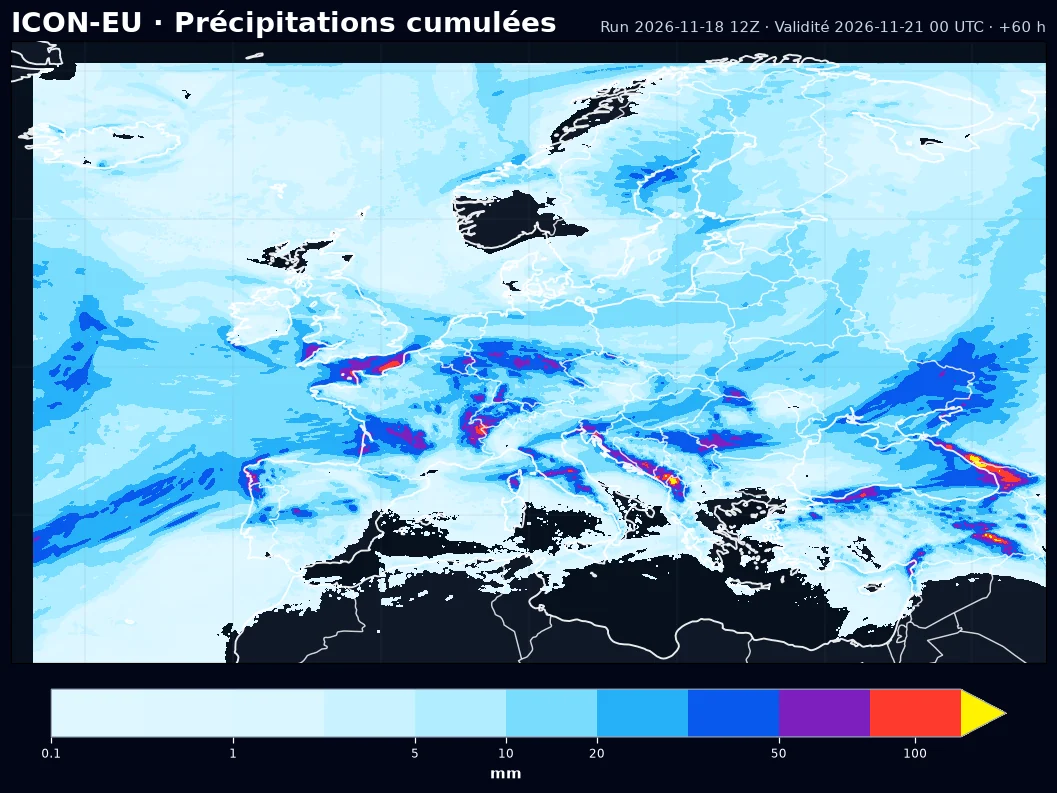 ICON-EU · Précipitations cumulées
Run 2026-11-18 12Z · Validité 2026-11-21 00 UTC · +60 h
0.1 1 5 10 20 50 100
mm